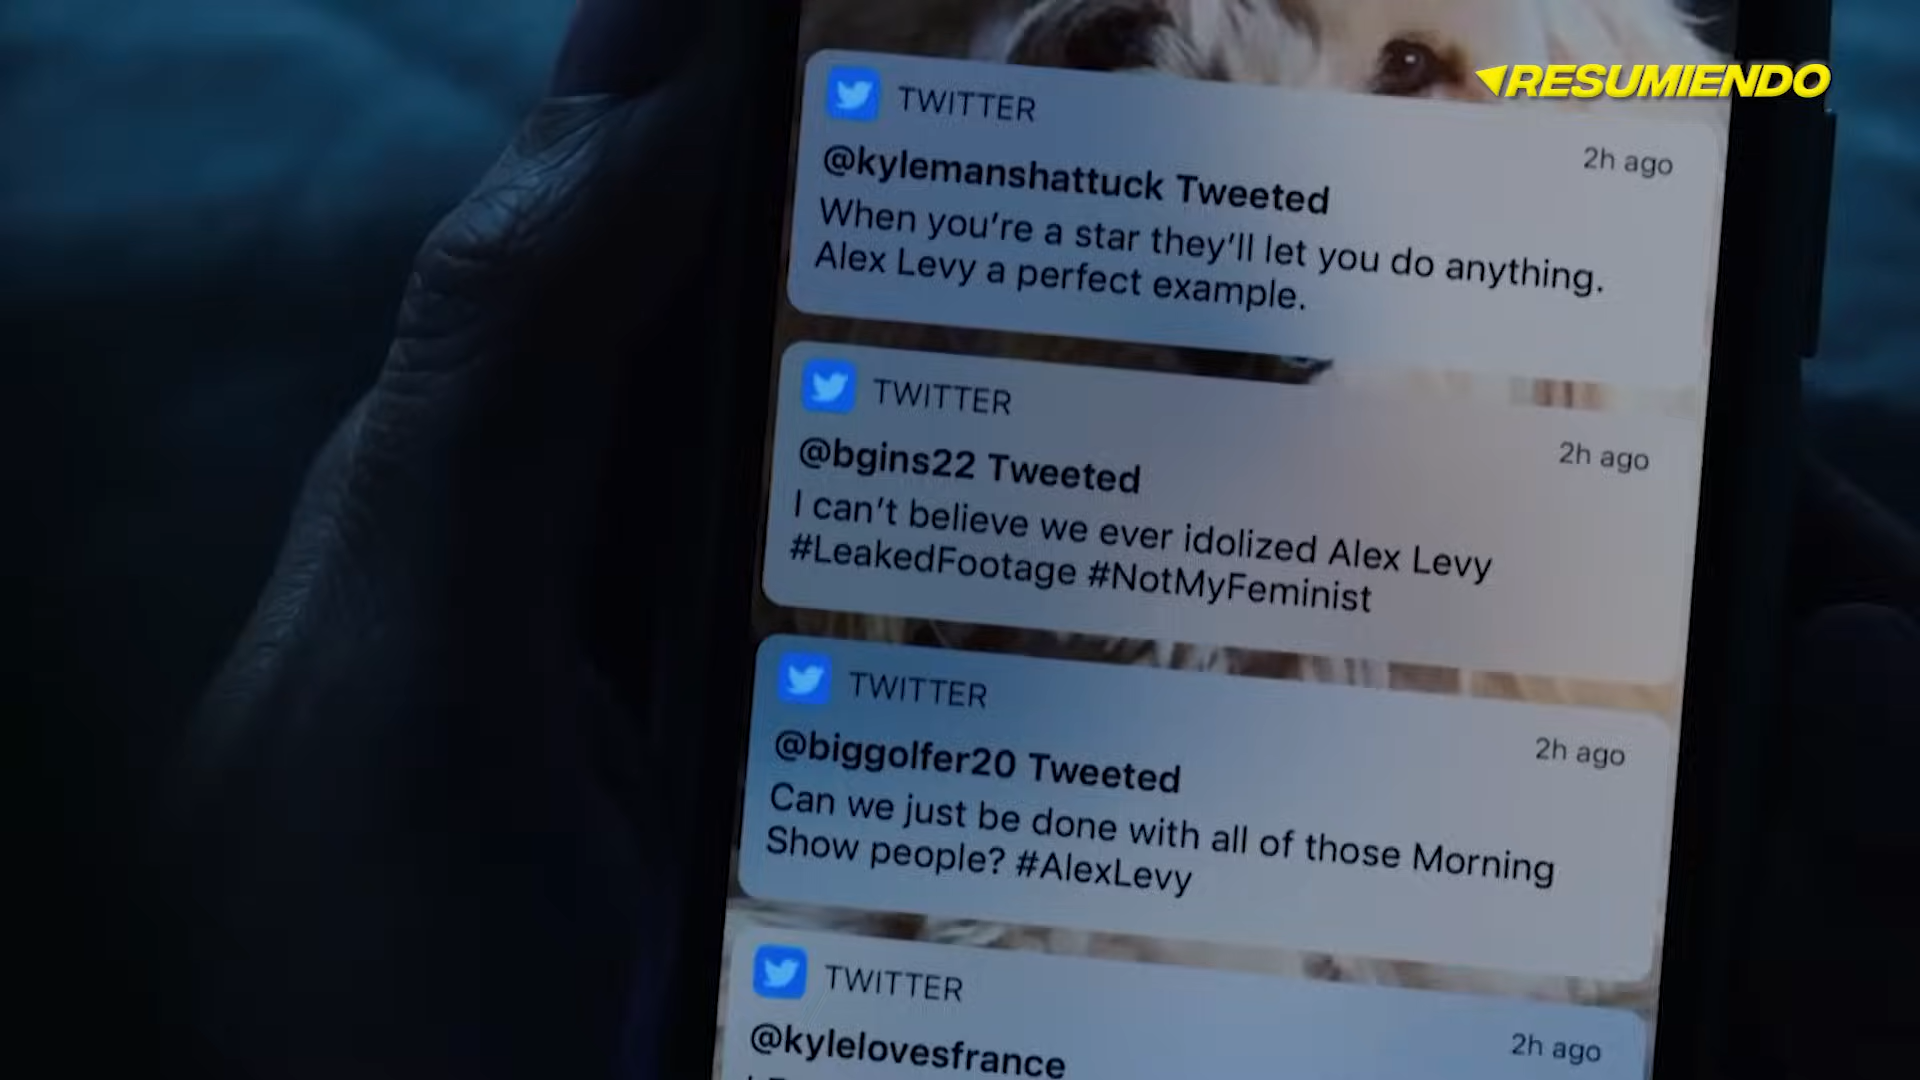 RESUMIENDO
TWITTER
2h ago
@kylemanshattuck Tweeted
When you're a star they'll let you do anything.
Alex Levy a perfect example.
TWITTER
2h ago
@bgins22 Tweeted
I can't believe we ever idolized Alex Levy
#LeakedFootage #NotMyFeminist
TWITTER
2h ago
@biggolfer20 Tweeted
Can we just be done with all of those Morning
Show people? #AlexLevy
TWITTER
2h ago
@kylelovesfrance